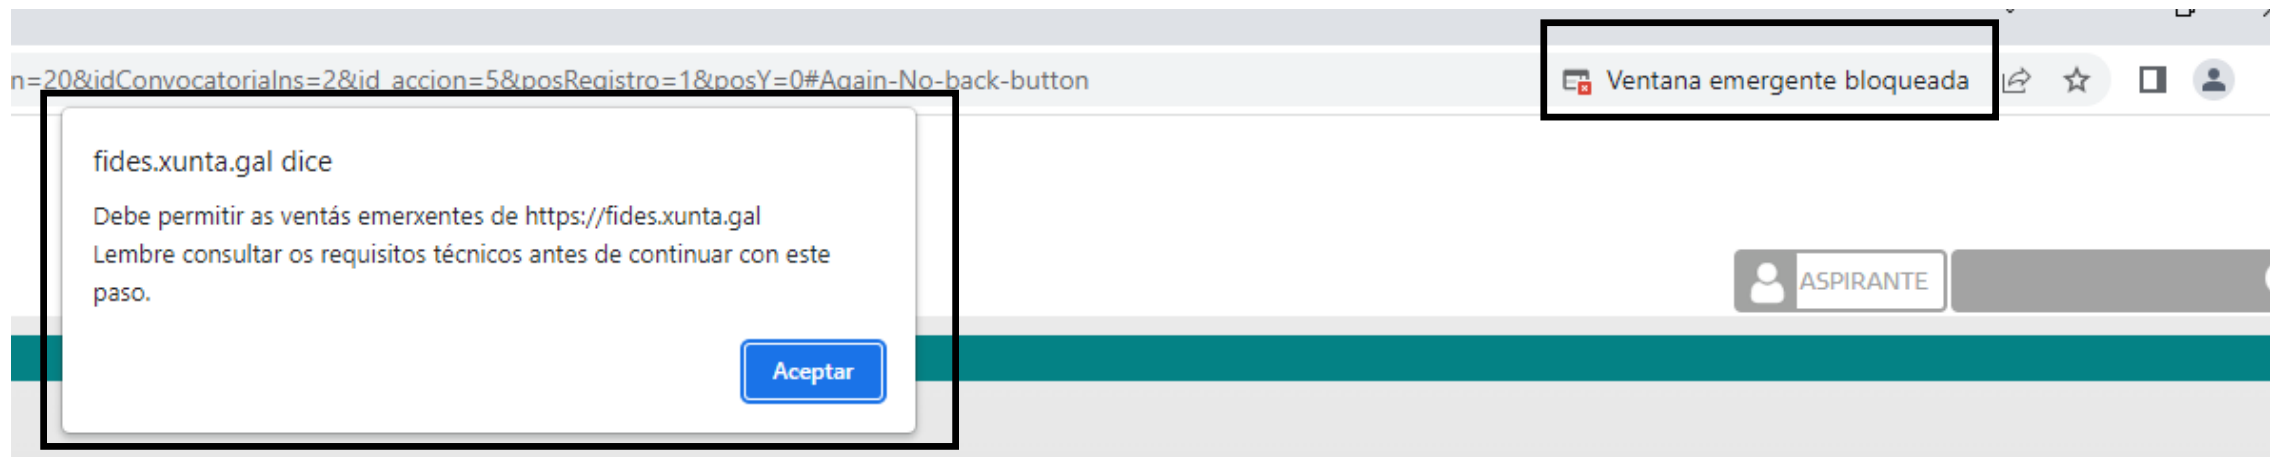 n=20&idConvocatoriaIns=2&id_accion=5&posRegistro=1&posY=0#Again-No-back-button
Ventana emergente bloqueada
fides.xunta.gal dice
Debe permitir as ventás emerxentes de https://fides.xunta.gal
Lembre consultar os requisitos técnicos antes de continuar con este
paso.
ASPIRANTE
Aceptar